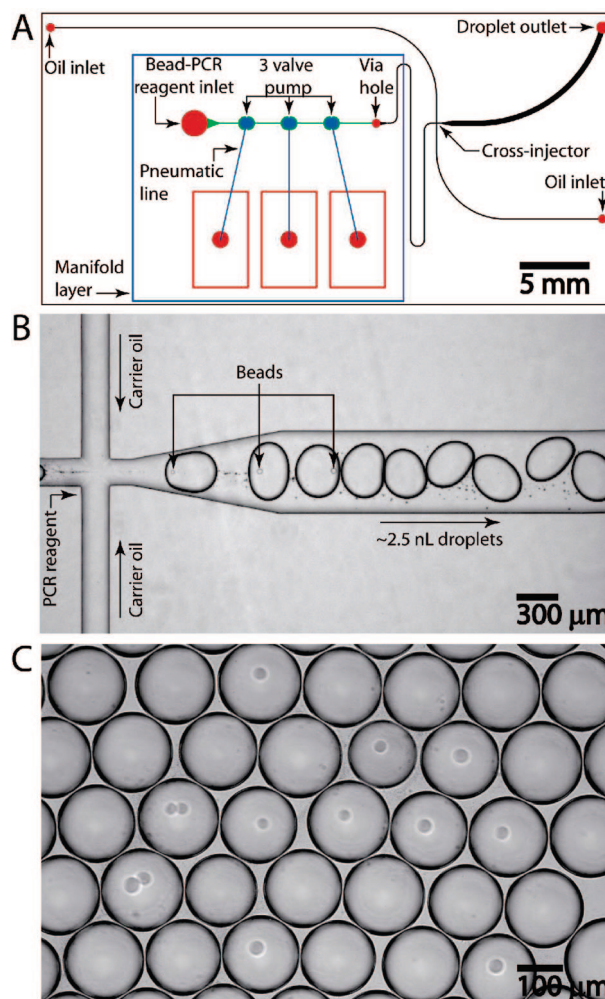 A
Oil inlet
Droplet outlet
Bead-PCR
reagent inlet
3 valve
pump
Via
hole
Pneumatic
line
Cross-injector
Oil inlet
Manifold
layer
5 mm
B
Carrier oil
Beads
PCR reagent
Carrier oil
~2.5 nL droplets
300 μm
C
100 μm